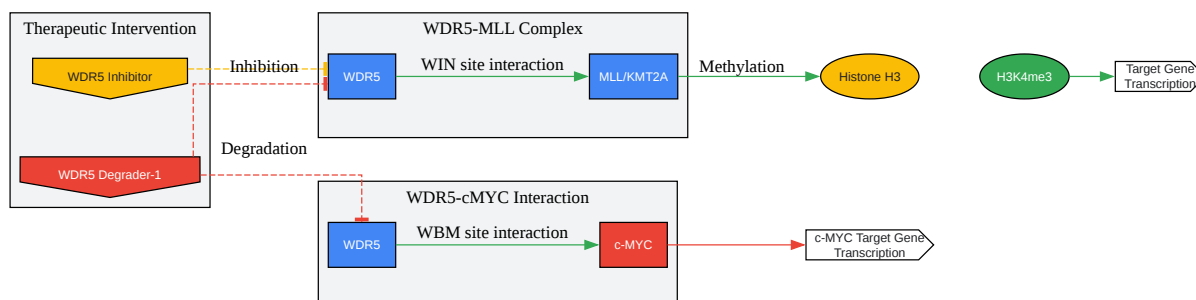 Therapeutic Intervention
WDR5 Inhibitor
Inhibition
WDR5 Degrader-1
Degradation
WDR5-MLL Complex
WDR5
WIN site interaction
MLL/KMT2A
Methylation
Histone H3
H3K4me3
Target Gene
Transcription
WDR5-cMYC Interaction
WDR5
WBM site interaction
c-MYC
c-MYC Target Gene
Transcription